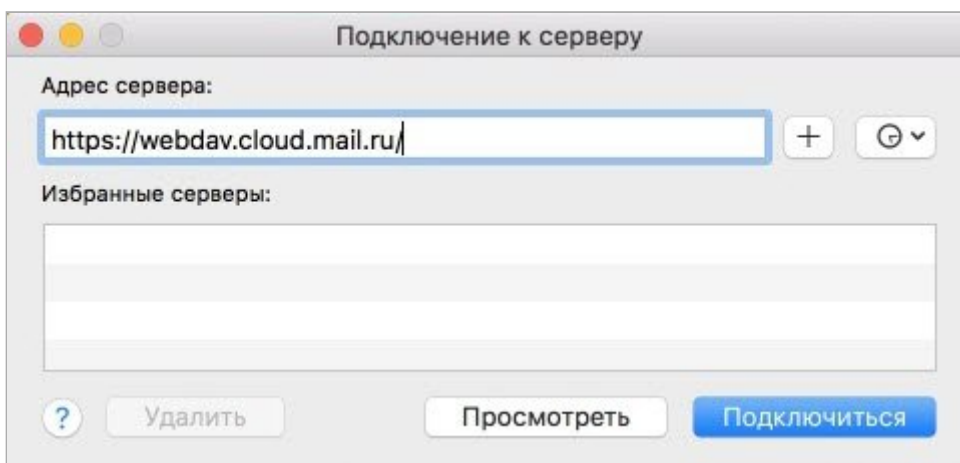 Подключение к серверу
Адрес сервера:
https://webdav.cloud.mail.ru/
Избранные серверы:
? Удалить Просмотреть Подключиться